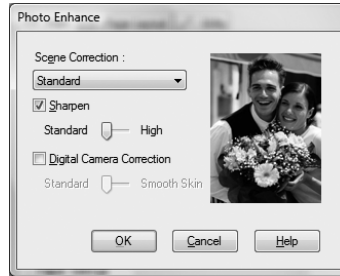 Photo Enhance
Scene Correction :
Standard
Sharpen
Standard High
Digital Camera Correction
Standard Smooth Skin
OK Cancel Help